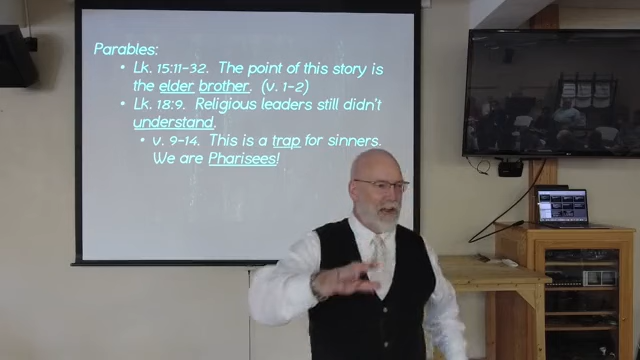 Parables:
• Lk. 15:11-32. The point of this story is
the elder brother. (v. 1-2)
• Lk. 18:9. Religious leaders still didn't
understand.
• v. 9-14. This is a trap for sinners.
We are Pharisees!